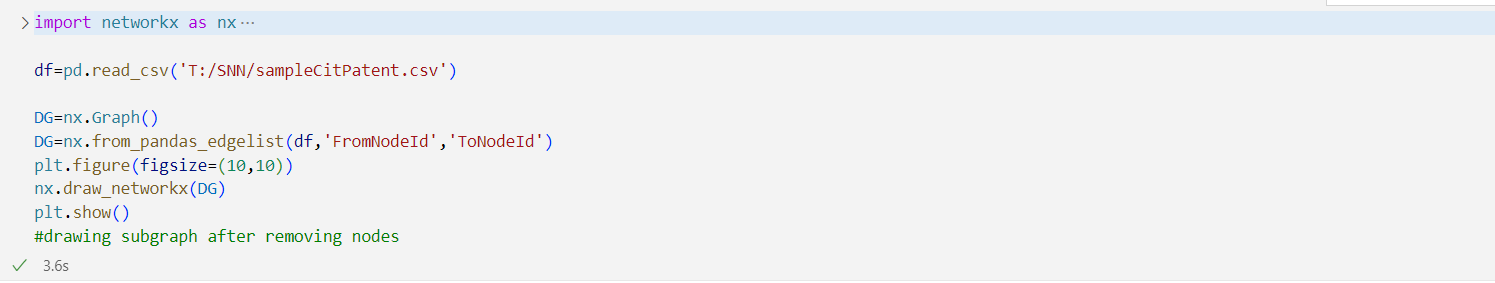 import networkx as nx ···
df=pd.read_csv('T:/SNN/sampleCitPatent.csv')
DG=nx.Graph()
DG=nx.from_pandas_edgelist(df,'FromNodeId','ToNodeId')
plt.figure(figsize=(10,10))
nx.draw_networkx(DG)
plt.show()
#drawing subgraph after removing nodes
3.6s